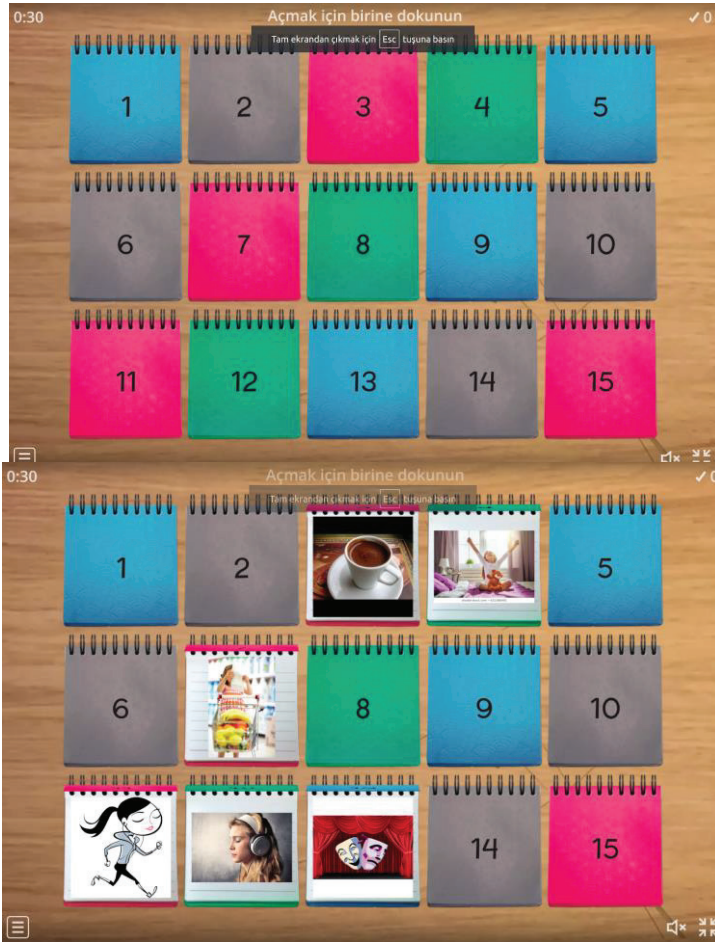 0:30
Açmak için birine dokunun
✓ 0
Tam ekrandan çıkmak için Esc tuşuna basın
1 2 3 4 5
6 7 8 9 10
11 12 13 14 15
0:30
Açmak için birine dokunun
✓ 0
Tam ekrandan çıkmak için Esc tuşuna basın
1 2 5
6 8 9 10
14 15